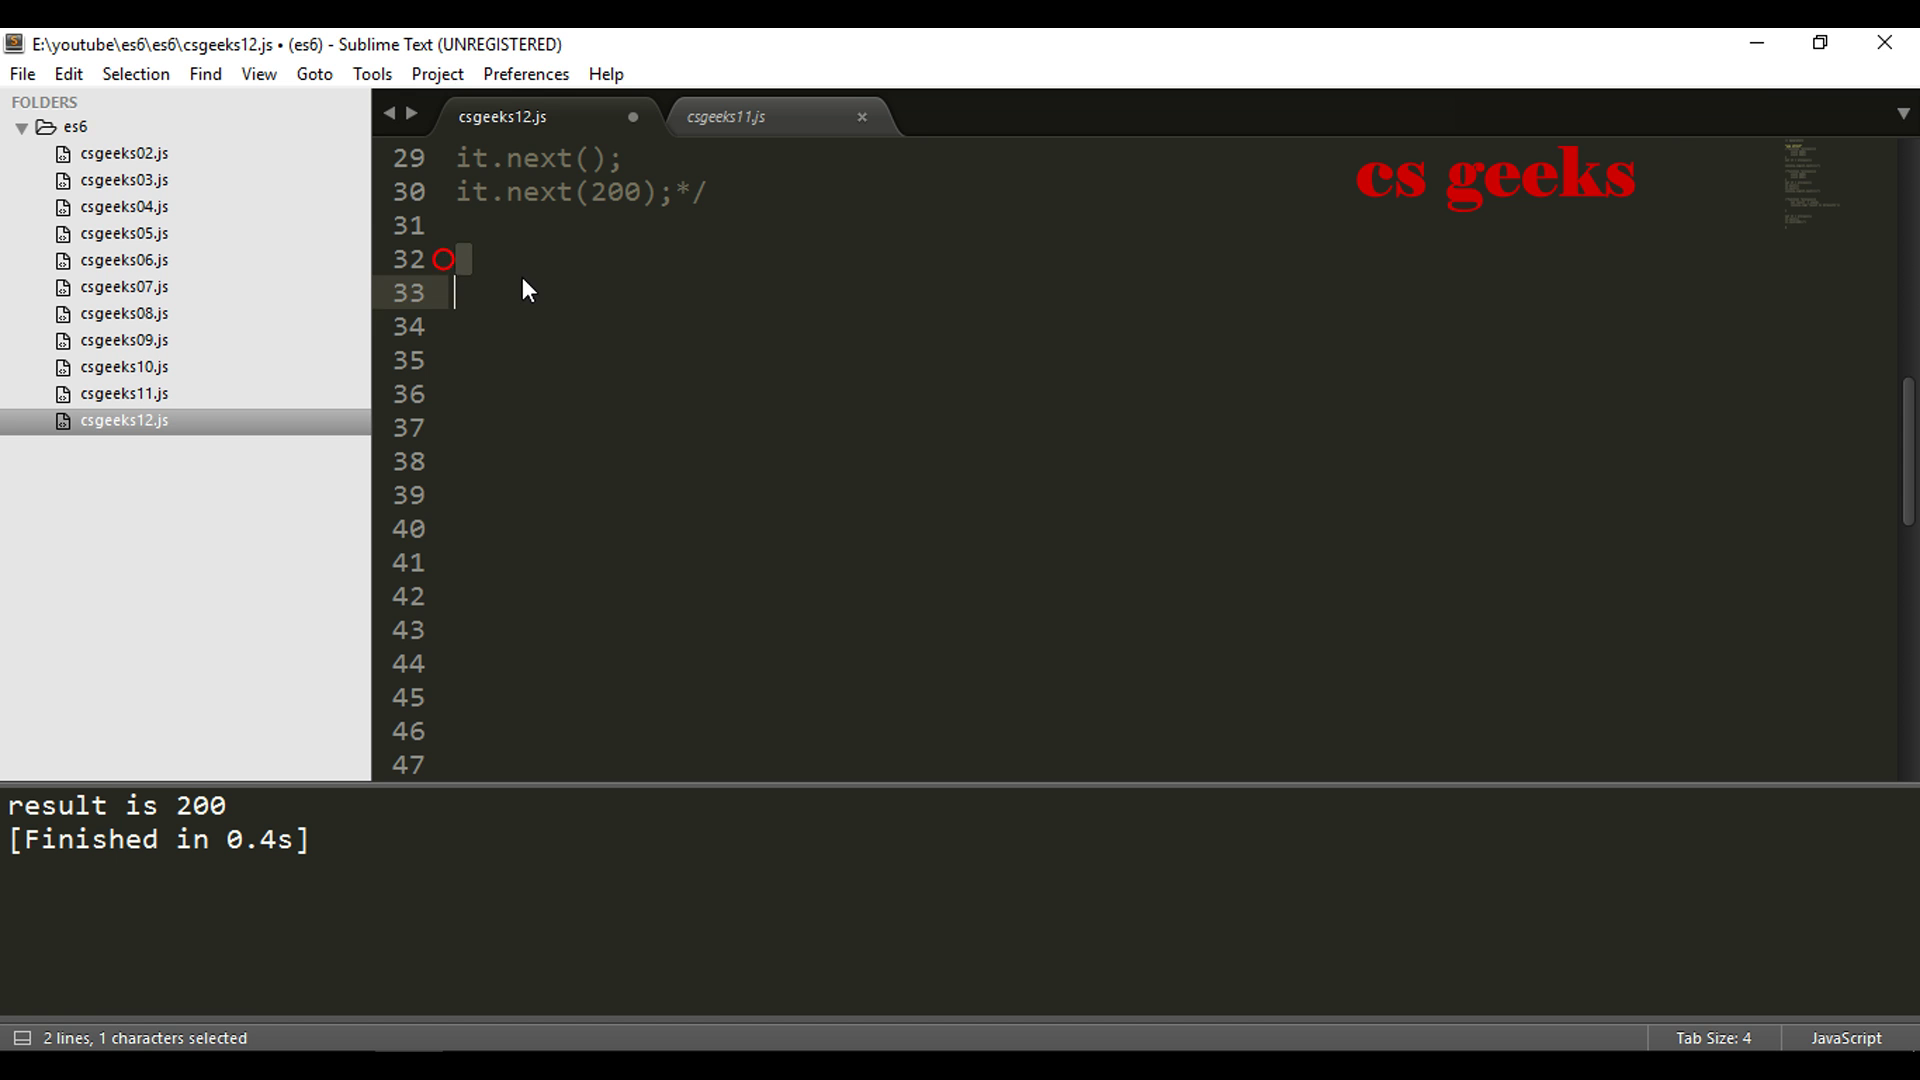 E:\youtube\es6\es6\csgeeks12.js • (es6) - Sublime Text (UNREGISTERED)
File Edit Selection Find View Goto Tools Project Preferences Help
FOLDERS
es6
csgeeks02.js
csgeeks03.js
csgeeks04.js
csgeeks05.js
csgeeks06.js
csgeeks07.js
csgeeks08.js
csgeeks09.js
csgeeks10.js
csgeeks11.js
csgeeks12.js
csgeeks12.js csgeeks11.js
29 it.next();
30 it.next(200);*/
cs geeks
31
32
33
34
35
36
37
38
39
40
41
42
43
44
45
46
47
result is 200
[Finished in 0.4s]
2 lines, 1 characters selected
Tab Size: 4 JavaScript